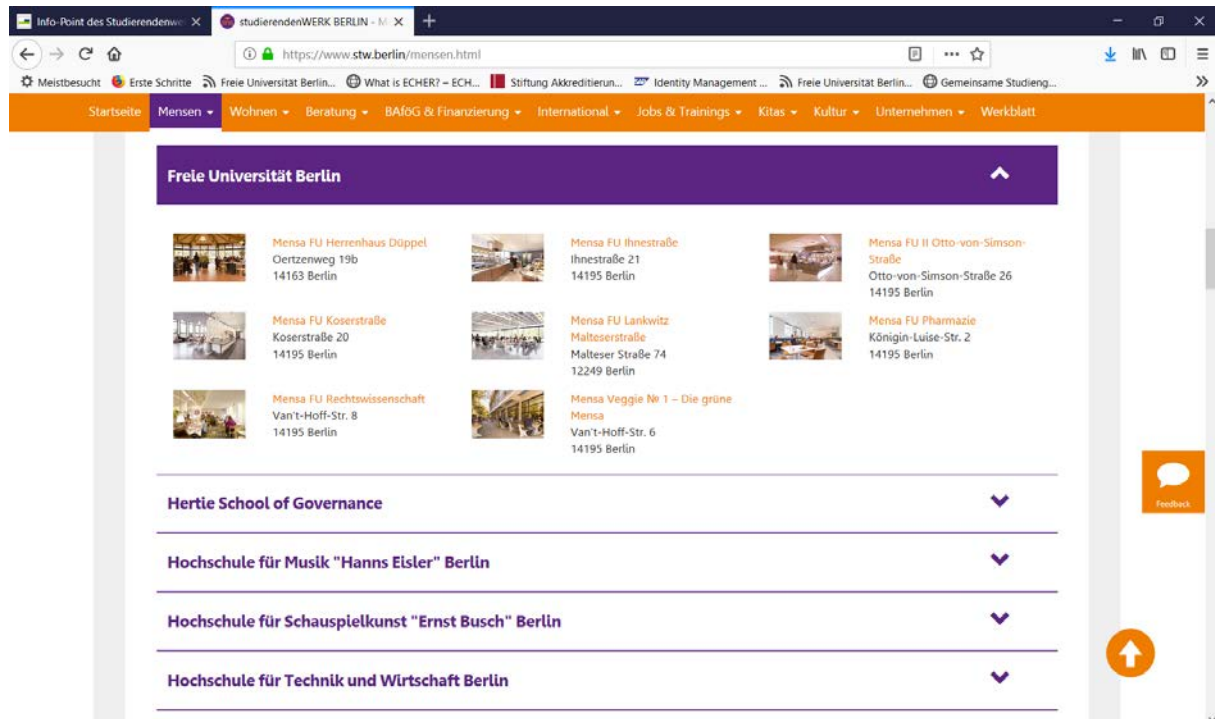 Info-Point des Studierendenwe
studierendenWERK BERLIN - M
https://www.stw.berlin/mensen.html
Meistbesucht Erste Schritte Freie Universität Berlin... What is ECHER? – ECH... Stiftung Akkreditierun... Identity Management ... Freie Universität Berlin... Gemeinsame Studieng...
Startseite Mensen Wohnen Beratung BAföG & Finanzierung International Jobs & Trainings Kitas Kultur Unternehmen Werkblatt
Freie Universität Berlin
Mensa FU Herrenhaus Düppel
Oertzenweg 19b
14163 Berlin
Mensa FU Ihnestraße
Ihnestraße 21
14195 Berlin
Mensa FU II Otto-von-Simson-
Straße
Otto-von-Simson-Straße 26
14195 Berlin
Mensa FU Koserstraße
Koserstraße 20
14195 Berlin
Mensa FU Lankwitz
Malteserstraße
Malteser Straße 74
12249 Berlin
Mensa FU Pharmazie
Königin-Luise-Str. 2
14195 Berlin
Mensa FU Rechtswissenschaft
Van't-Hoff-Str. 8
14195 Berlin
Mensa Veggie № 1 – Die grüne
Mensa
Van't-Hoff-Str. 6
14195 Berlin
Hertie School of Governance
Hochschule für Musik "Hanns Eisler" Berlin
Hochschule für Schauspielkunst "Ernst Busch" Berlin
Hochschule für Technik und Wirtschaft Berlin
Feedback